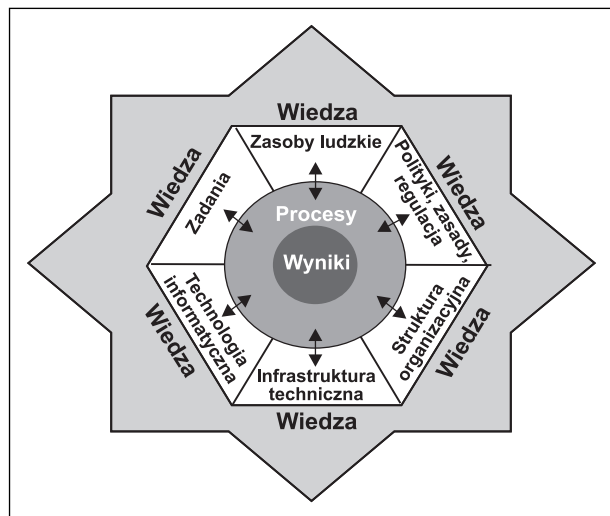 Wiedza
Zasoby ludzkie
Wiedza
Polityki, zasady,
regulacja
Wiedza
Struktura
organizacyjna
Wiedza
Infrastruktura
techniczna
Wiedza
Technologia
informatyczna
Wiedza
Zadania
Procesy
Wyniki